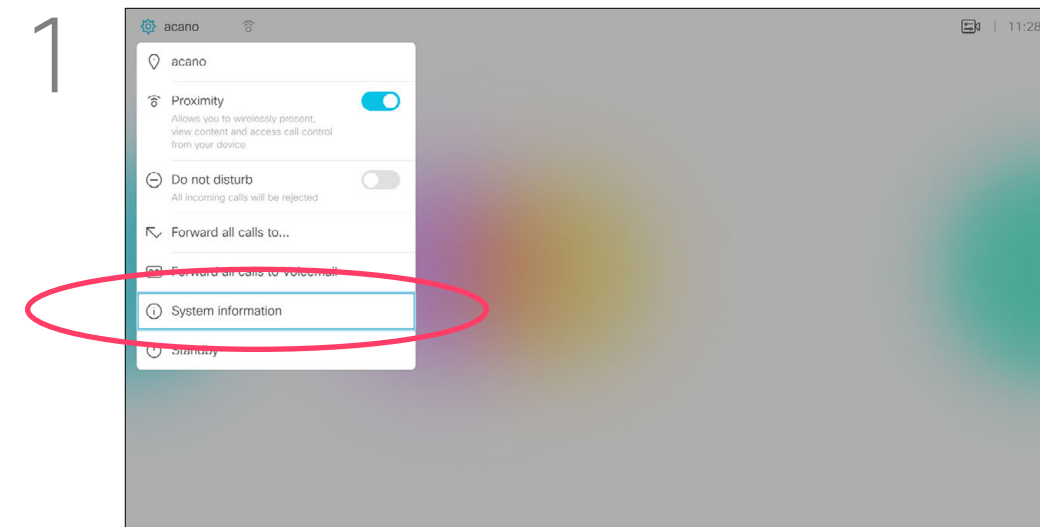 1
acano
11:28
acano
Proximity
Allows you to wirelessly present,
view content and access call control
from your device
Do not disturb
All incoming calls will be rejected
Forward all calls to...
Forward all calls to Voicemail
System information
Standby